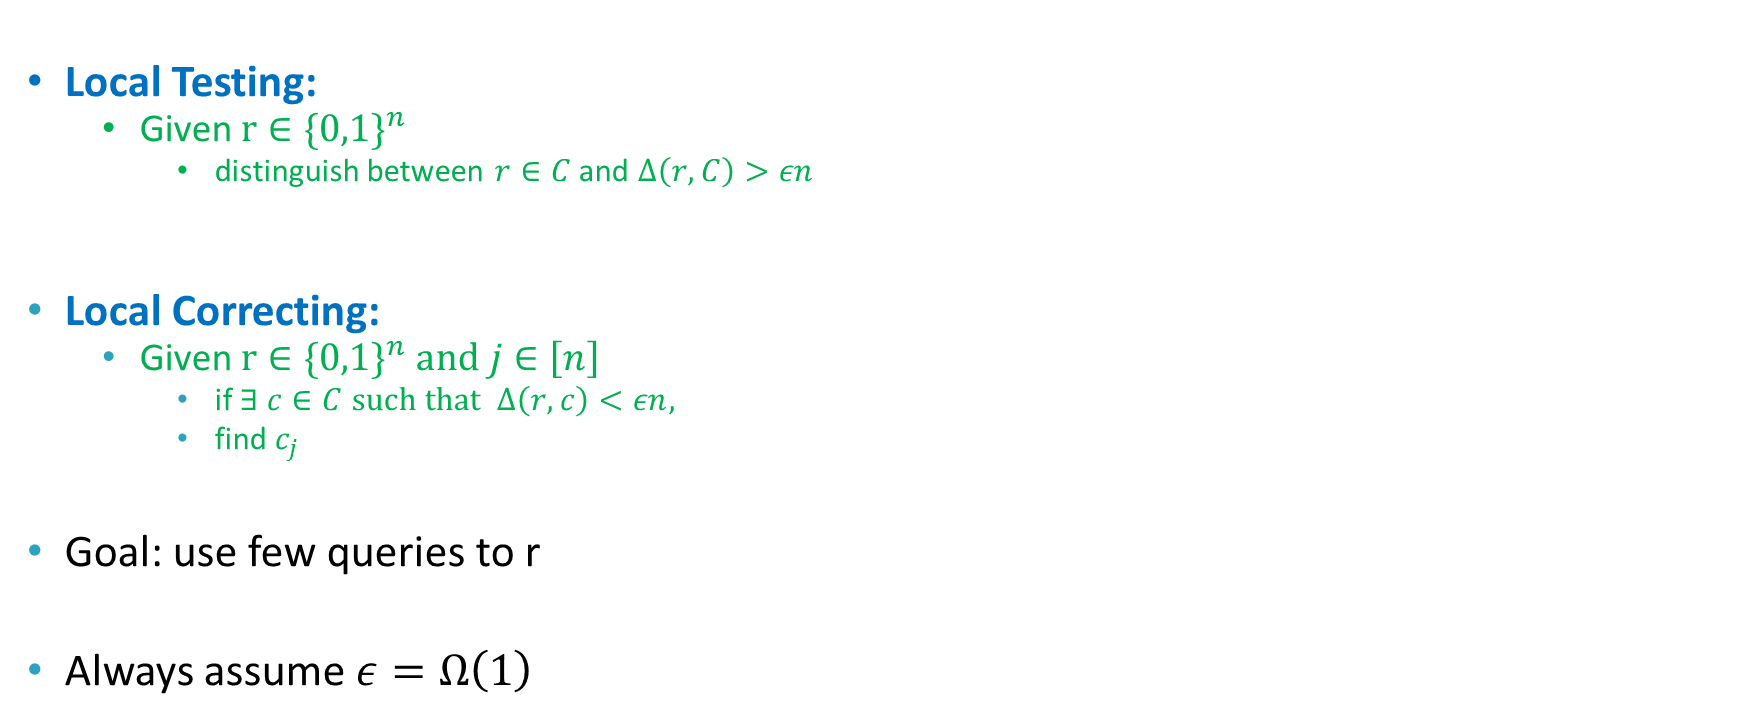 • Local Testing:
• Given r ∈ {0,1}ⁿ
• distinguish between r ∈ C and Δ(r, C) > ϵn
• Local Correcting:
• Given r ∈ {0,1}ⁿ and j ∈ [n]
• if ∃ c ∈ C such that Δ(r, c) < ϵn,
• find cⱼ
• Goal: use few queries to r
• Always assume ϵ = Ω(1)